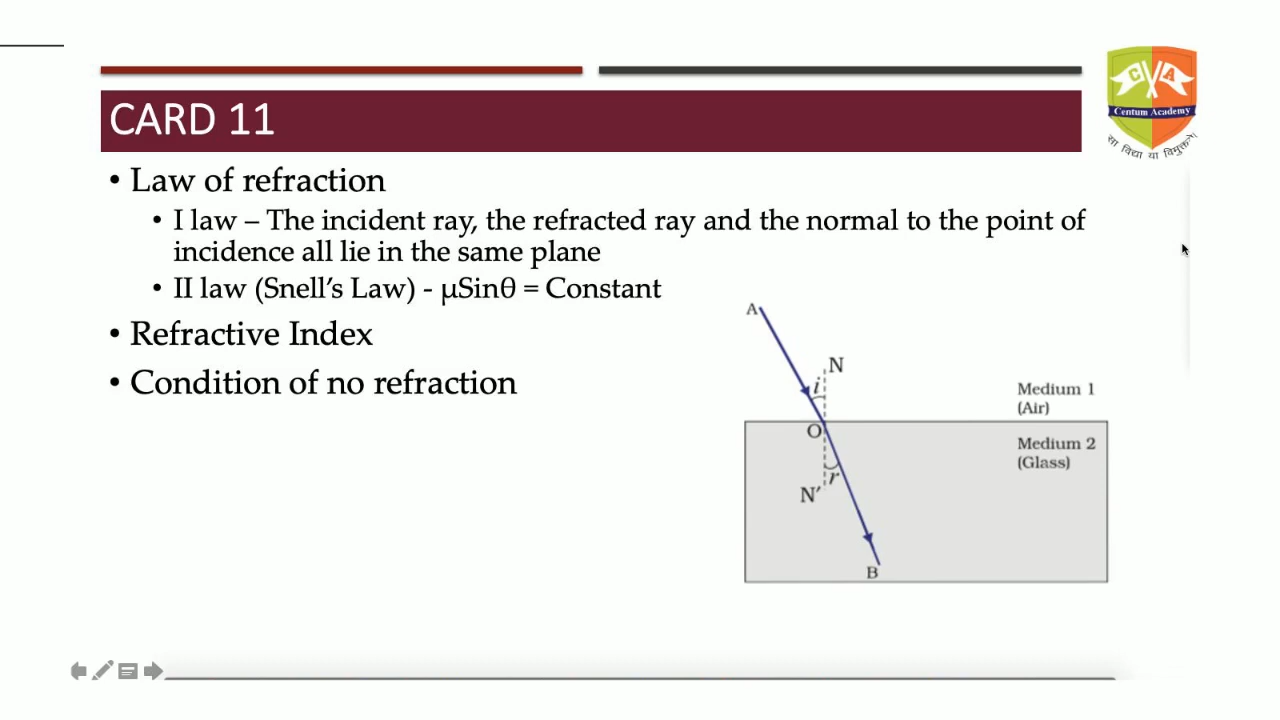 CARD 11
C A
Centum Academy
सा विद्या या विमुक्तये
• Law of refraction
• I law – The incident ray, the refracted ray and the normal to the point of
incidence all lie in the same plane
• II law (Snell’s Law) - μSinθ = Constant
• Refractive Index
• Condition of no refraction
A
N
i
Medium 1
(Air)
O
Medium 2
(Glass)
r
N′
B